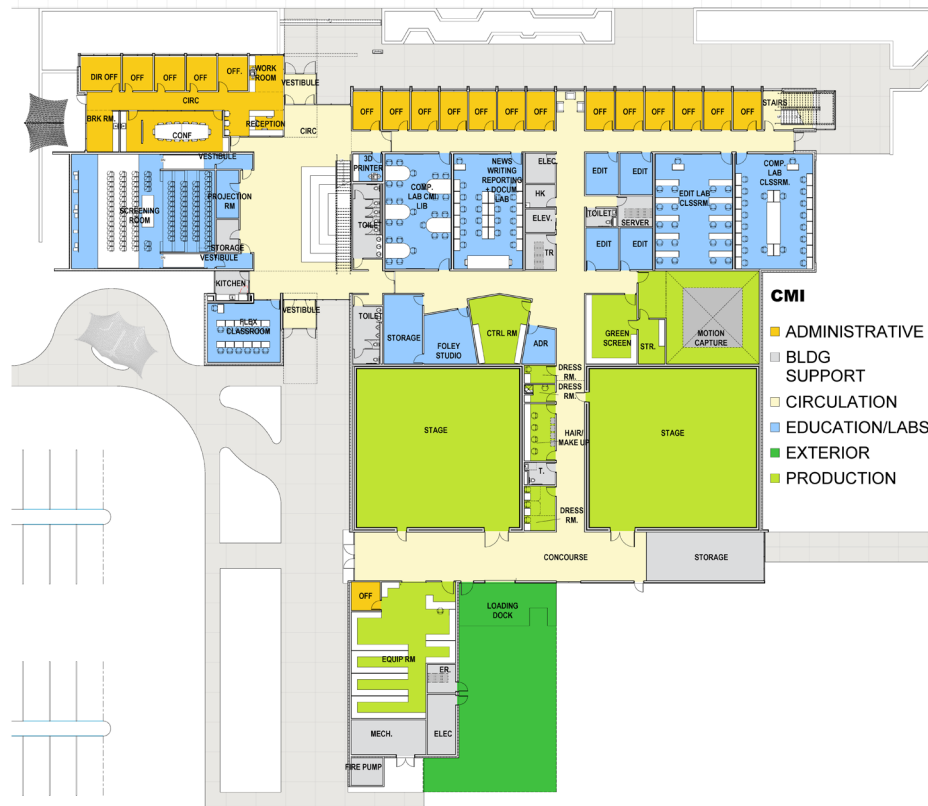 DIR OFF
OFF
OFF
OFF
OFF.
WORK
ROOM
VESTIBULE
CIRC
BRK RM
CONF
RECEPTION
CIRC
OFF
OFF
OFF
OFF
OFF
OFF
OFF
OFF
OFF
OFF
OFF
OFF
OFF
STAIRS
VESTIBULE
SCREENING
ROOM
PROJECTION
RM
STORAGE
VESTIBULE
3D
PRINTER
TOILET
COMP.
LAB CMI
LIB
NEWS
WRITING
REPORTING
+ DOCUM.
LAB
ELEC
HK
ELEV.
TR
EDIT
EDIT
TOILET
SERVER
EDIT
EDIT
EDIT LAB
CLSSRM
COMP.
LAB
CLSSRM.
KITCHEN
FLEX
CLASSROOM
VESTIBULE
TOILET
STORAGE
FOLEY
STUDIO
CTRL RM
ADR
GREEN
SCREEN
STR.
MOTION
CAPTURE
CMI
ADMINISTRATIVE
BLDG
SUPPORT
CIRCULATION
EDUCATION/LABS
EXTERIOR
PRODUCTION
DRESS
RM.
DRESS
RM.
STAGE
HAIR/
MAKE UP
STAGE
T.
DRESS
RM.
CONCOURSE
STORAGE
OFF
LOADING
DOCK
EQUIP RM
ER.
MECH.
ELEC
FIRE PUMP